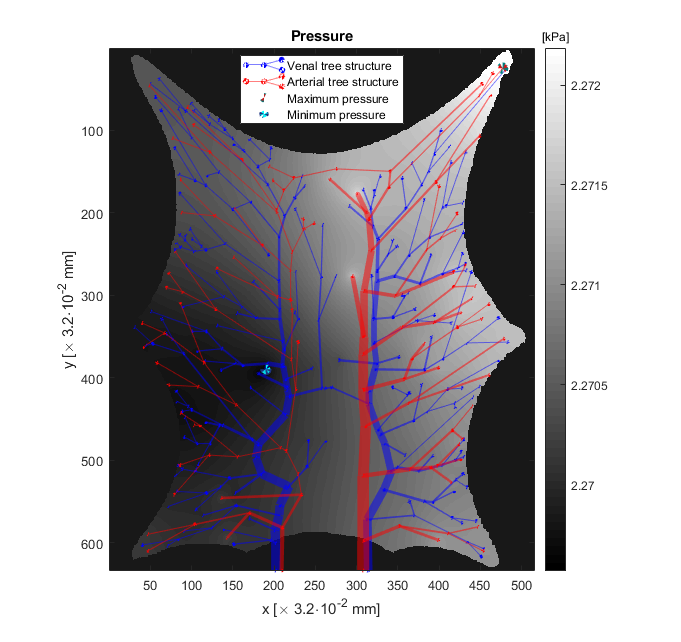 Pressure
[kPa]
Venal tree structure
Arterial tree structure
Maximum pressure
Minimum pressure
2.272
2.2715
2.271
2.2705
2.27
100
200
300
400
500
600
y [× 3.2·10⁻² mm]
50 100 150 200 250 300 350 400 450 500
x [× 3.2·10⁻² mm]